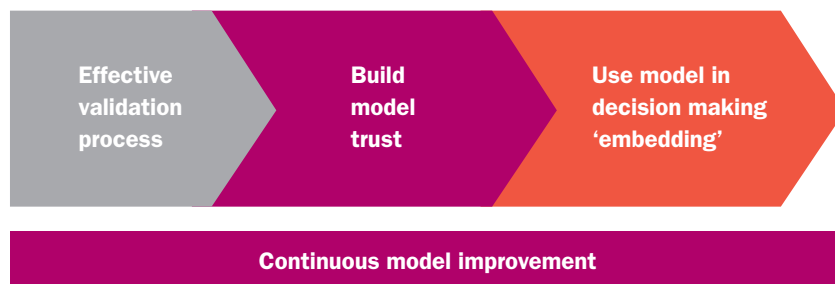 Effective
validation
process
Build
model
trust
Use model in
decision making
‘embedding’
Continuous model improvement